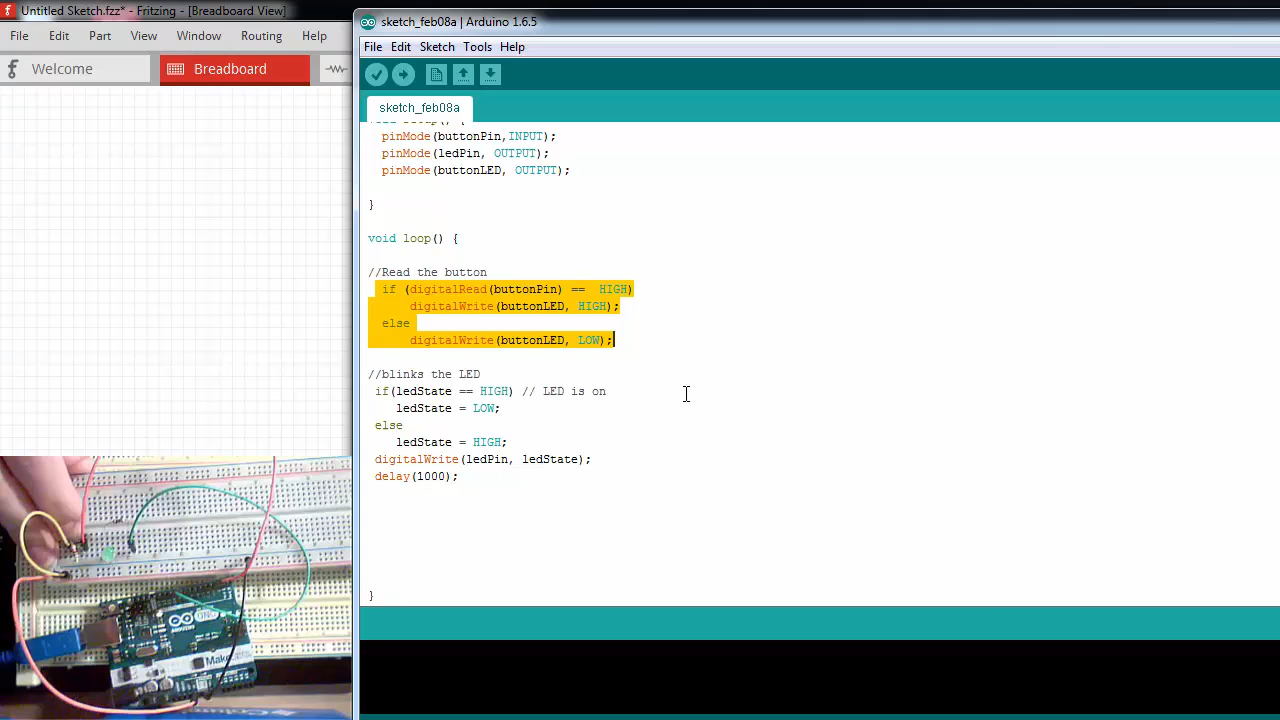 Untitled Sketch.fzz* - Fritzing - [Breadboard View]
File Edit Part View Window Routing Help
Welcome
Breadboard
sketch_feb08a | Arduino 1.6.5
File Edit Sketch Tools Help
sketch_feb08a
pinMode(buttonPin,INPUT);
pinMode(ledPin, OUTPUT);
pinMode(buttonLED, OUTPUT);
}
void loop() {
//Read the button
if (digitalRead(buttonPin) ==  HIGH)
digitalWrite(buttonLED, HIGH);
else
digitalWrite(buttonLED, LOW);
//blinks the LED
if(ledState == HIGH) // LED is on
ledState = LOW;
else
ledState = HIGH;
digitalWrite(ledPin, ledState);
delay(1000);
}
ARDUINO